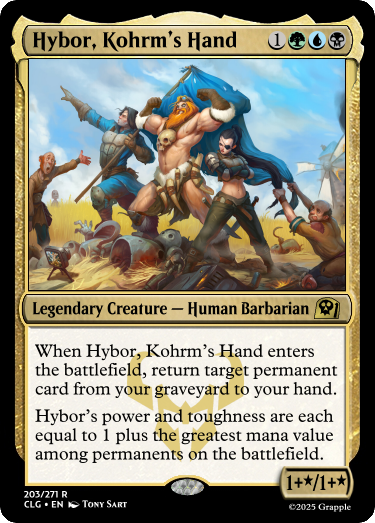 Hybor, Kohrm's Hand 1
Legendary Creature — Human Barbarian
When Hybor, Kohrm's Hand enters
the battlefield, return target permanent
card from your graveyard to your hand.
Hybor's power and toughness are each
equal to 1 plus the greatest mana value
among permanents on the battlefield.
1+★/1+★
203/271 R
CLG • EN Tony Sart
©2025 Grapple